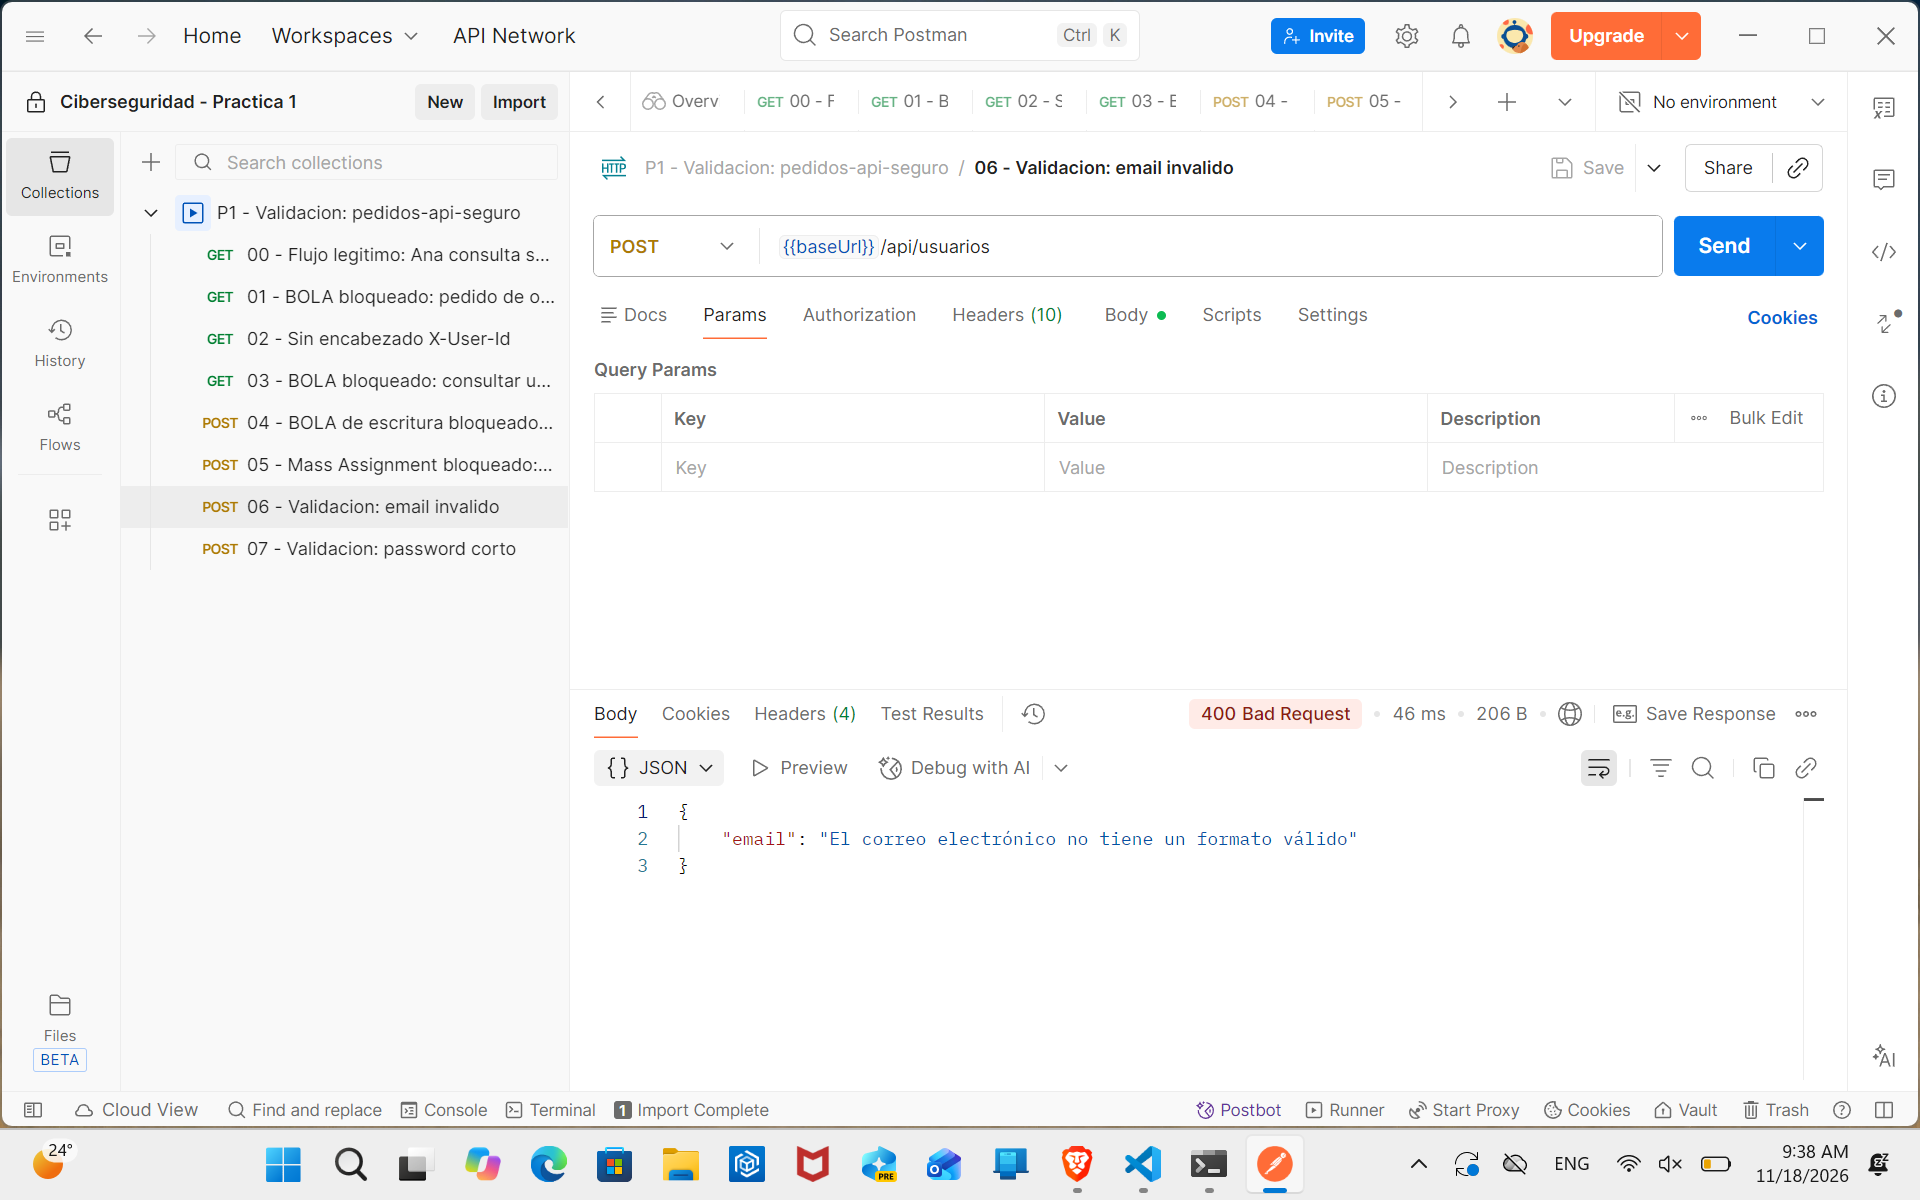 Home Workspaces API Network Search Postman Ctrl K Invite Upgrade
Ciberseguridad - Practica 1 New Import
Overv GET 00 - F GET 01 - B GET 02 - S GET 03 - E POST 04 - POST 05 - No environment
Search collections
Collections
Environments
History
Flows
Files
BETA
P1 - Validacion: pedidos-api-seguro
GET 00 - Flujo legitimo: Ana consulta s...
GET 01 - BOLA bloqueado: pedido de o...
GET 02 - Sin encabezado X-User-Id
GET 03 - BOLA bloqueado: consultar u...
POST 04 - BOLA de escritura bloqueado...
POST 05 - Mass Assignment bloqueado:...
POST 06 - Validacion: email invalido
POST 07 - Validacion: password corto
HTTP P1 - Validacion: pedidos-api-seguro / 06 - Validacion: email invalido Save Share
POST {{baseUrl}} /api/usuarios Send
Docs Params Authorization Headers (10) Body Scripts Settings Cookies
Query Params
Key Value Description Bulk Edit
Key Value Description
Body Cookies Headers (4) Test Results 400 Bad Request 46 ms 206 B e.g. Save Response
{} JSON Preview Debug with AI
1 {
2 "email": "El correo electrónico no tiene un formato válido"
3 }
AI
Cloud View Find and replace Console Terminal 1 Import Complete Postbot Runner Start Proxy Cookies Vault Trash
24° PRE ENG 9:38 AM
11/18/2026